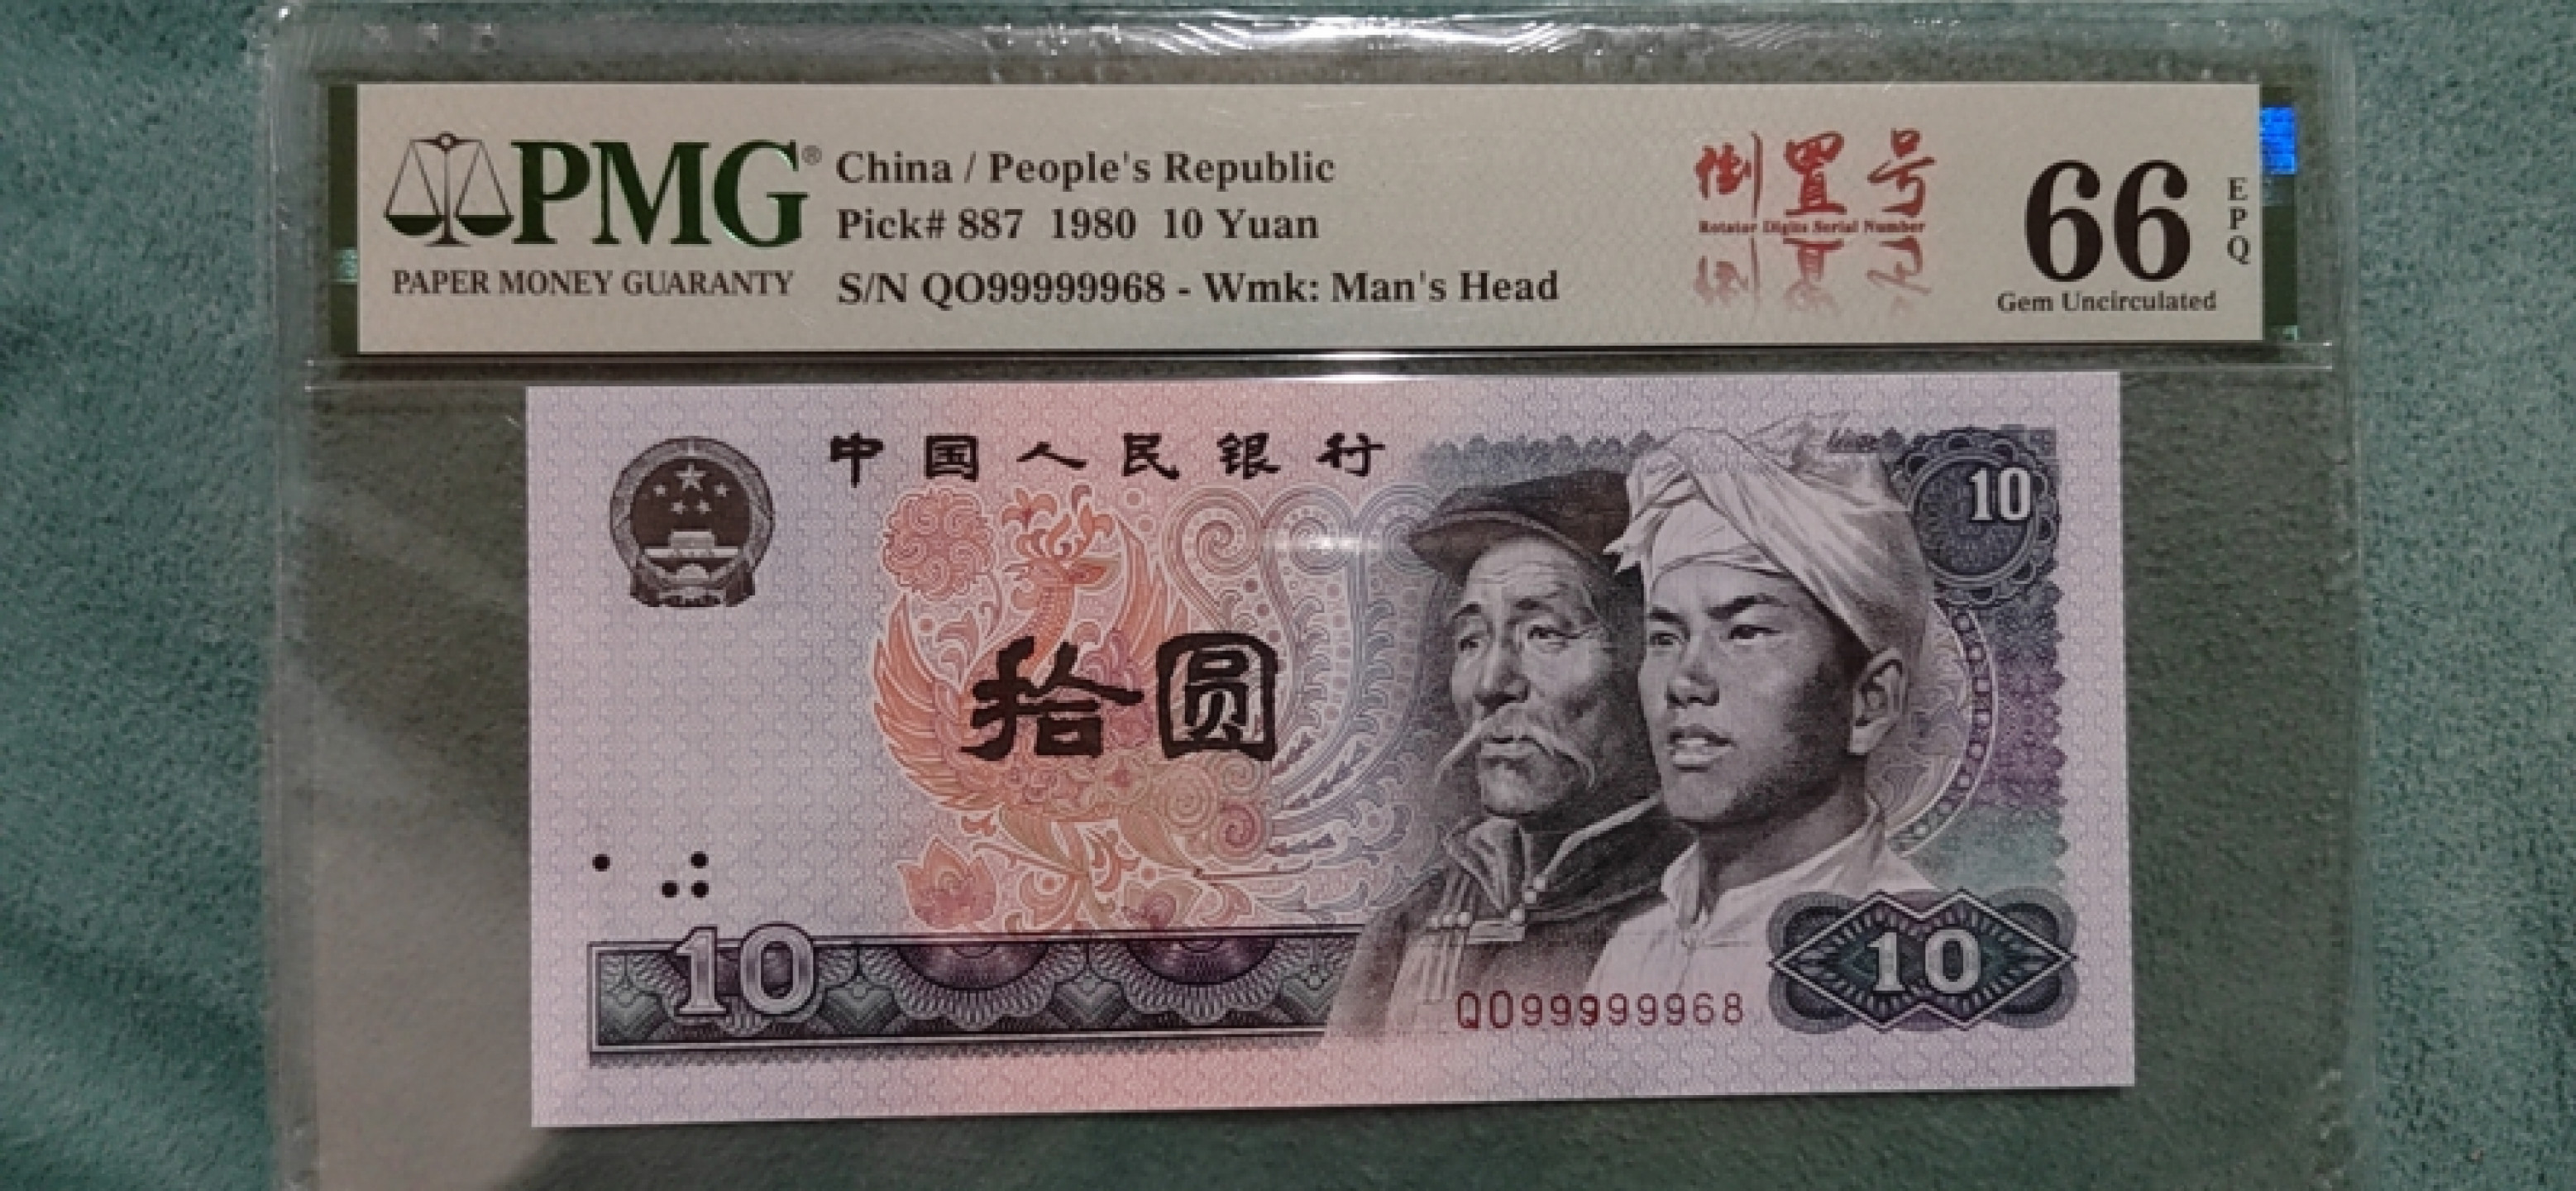 PMG®
PAPER MONEY GUARANTY
China / People's Republic
Pick# 887 1980 10 Yuan
S/N QO99999968 - Wmk: Man's Head
倒置号
Rotator Digits Serial Number
66
EPQ
Gem Uncirculated
中国人民银行
10
拾圆
10
10
QO99999968